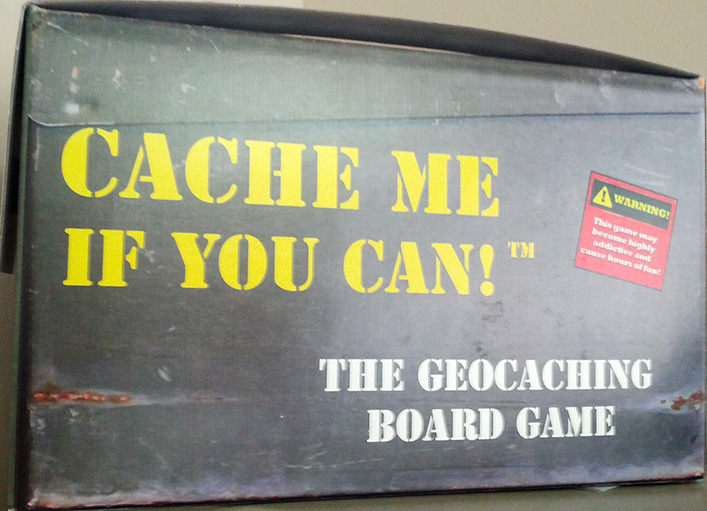 CACHE ME
IF YOU CAN!™
WARNING!
This game may
become highly
addictive and
cause hours of fun!
THE GEOCACHING
BOARD GAME